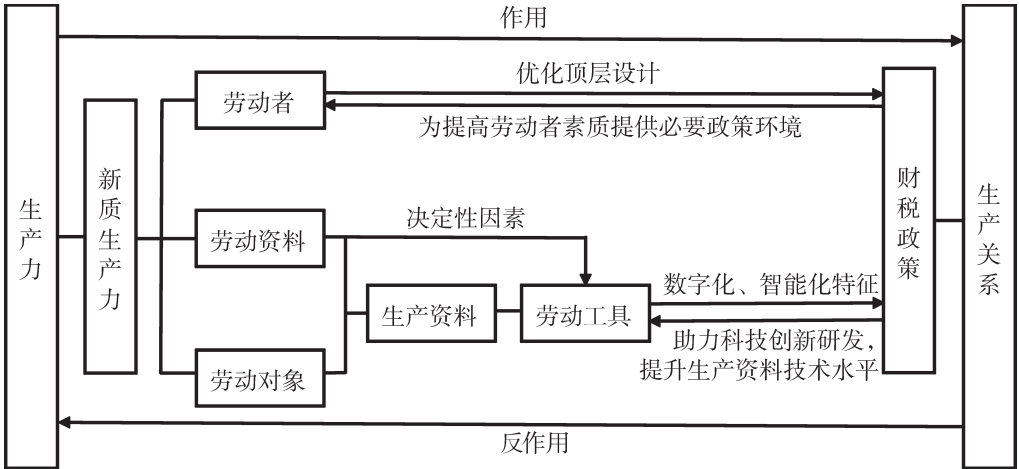 作用
优化顶层设计
劳动者
为提高劳动者素质提供必要政策环境
生产力
新质生产力
劳动资料
决定性因素
财税政策
生产关系
数字化、智能化特征
生产资料
劳动工具
助力科技创新研发，
提升生产资料技术水平
劳动对象
反作用